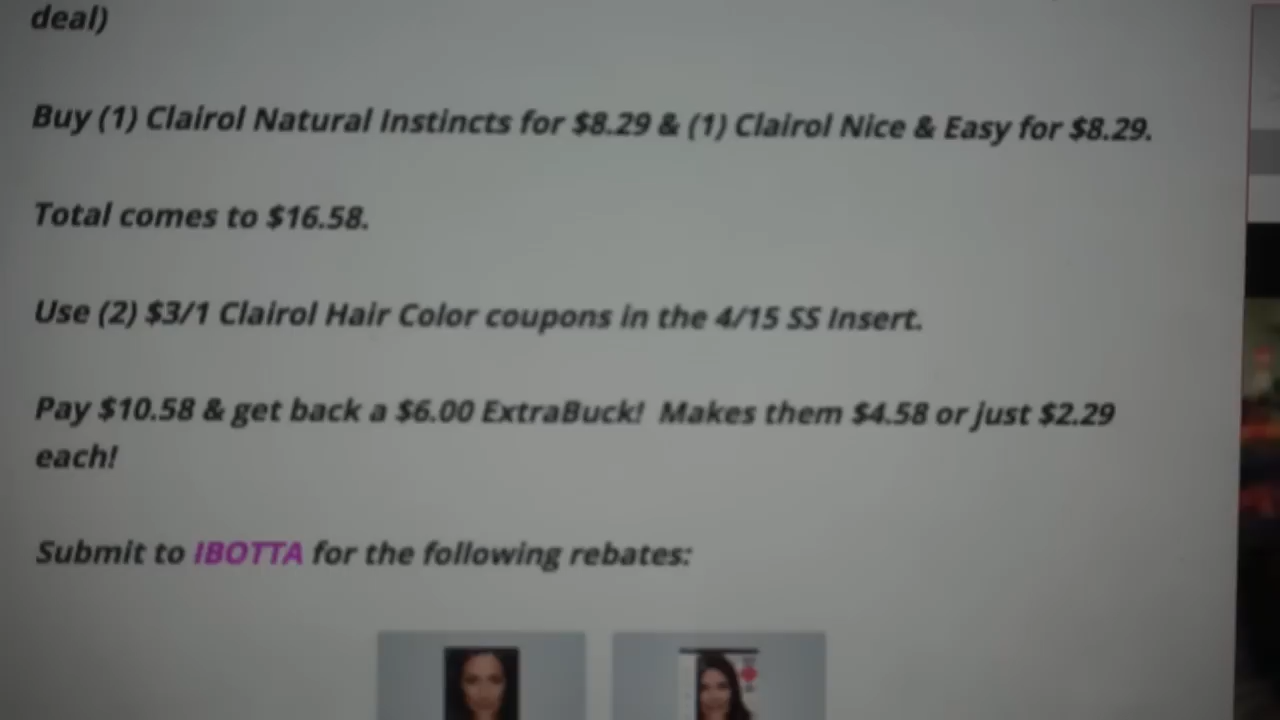 deal)
Buy (1) Clairol Natural Instincts for $8.29 & (1) Clairol Nice & Easy for $8.29.
Total comes to $16.58.
Use (2) $3/1 Clairol Hair Color coupons in the 4/15 SS Insert.
Pay $10.58 & get back a $6.00 ExtraBuck! Makes them $4.58 or just $2.29
each!
Submit to IBOTTA for the following rebates: